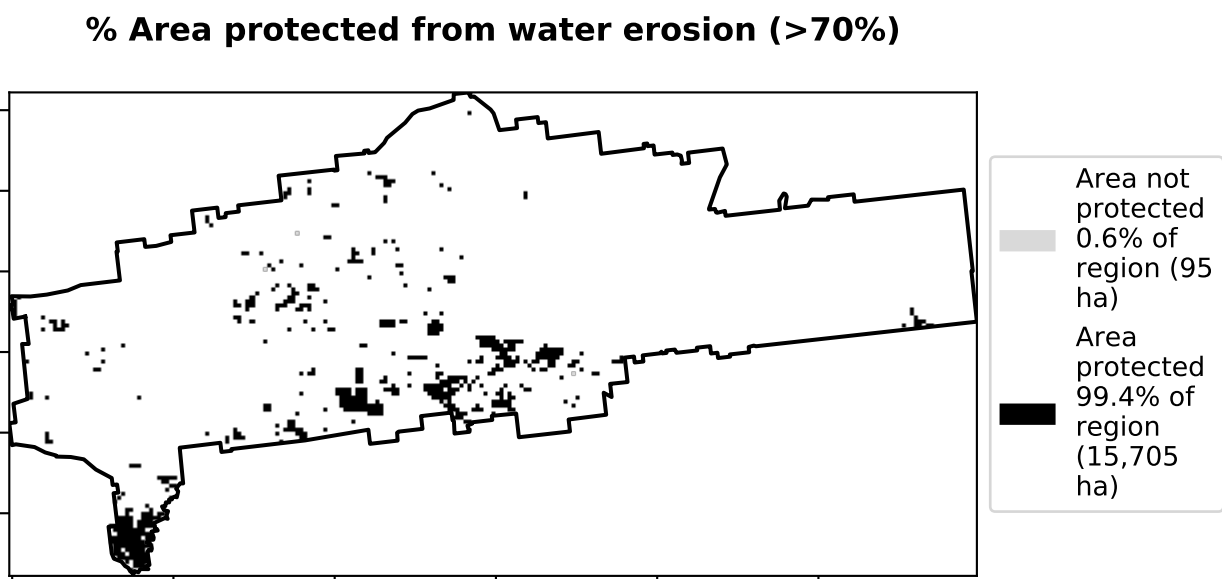 % Area protected from water erosion (>70%)
Area not
protected
0.6% of
region (95
ha)
Area
protected
99.4% of
region
(15,705
ha)